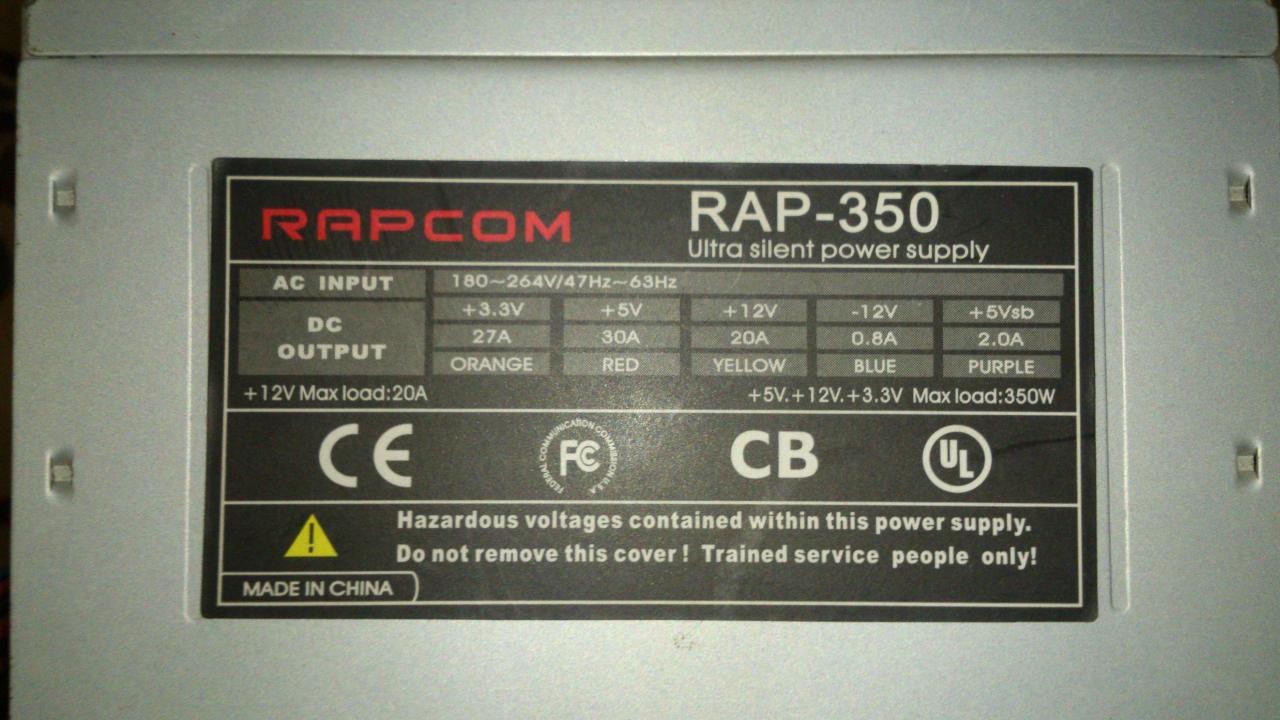 RAPCOM
RAP-350
Ultra silent power supply
AC INPUT 180~264V/47Hz~63Hz
DC OUTPUT
+3.3V +5V +12V -12V +5Vsb
27A 30A 20A 0.8A 2.0A
ORANGE RED YELLOW BLUE PURPLE
+12V Max load:20A +5V.+12V.+3.3V Max load:350W
CE FC CB UL
FEDERAL COMMUNICATION COMMISSION U.S.A
Hazardous voltages contained within this power supply.
Do not remove this cover! Trained service people only!
MADE IN CHINA